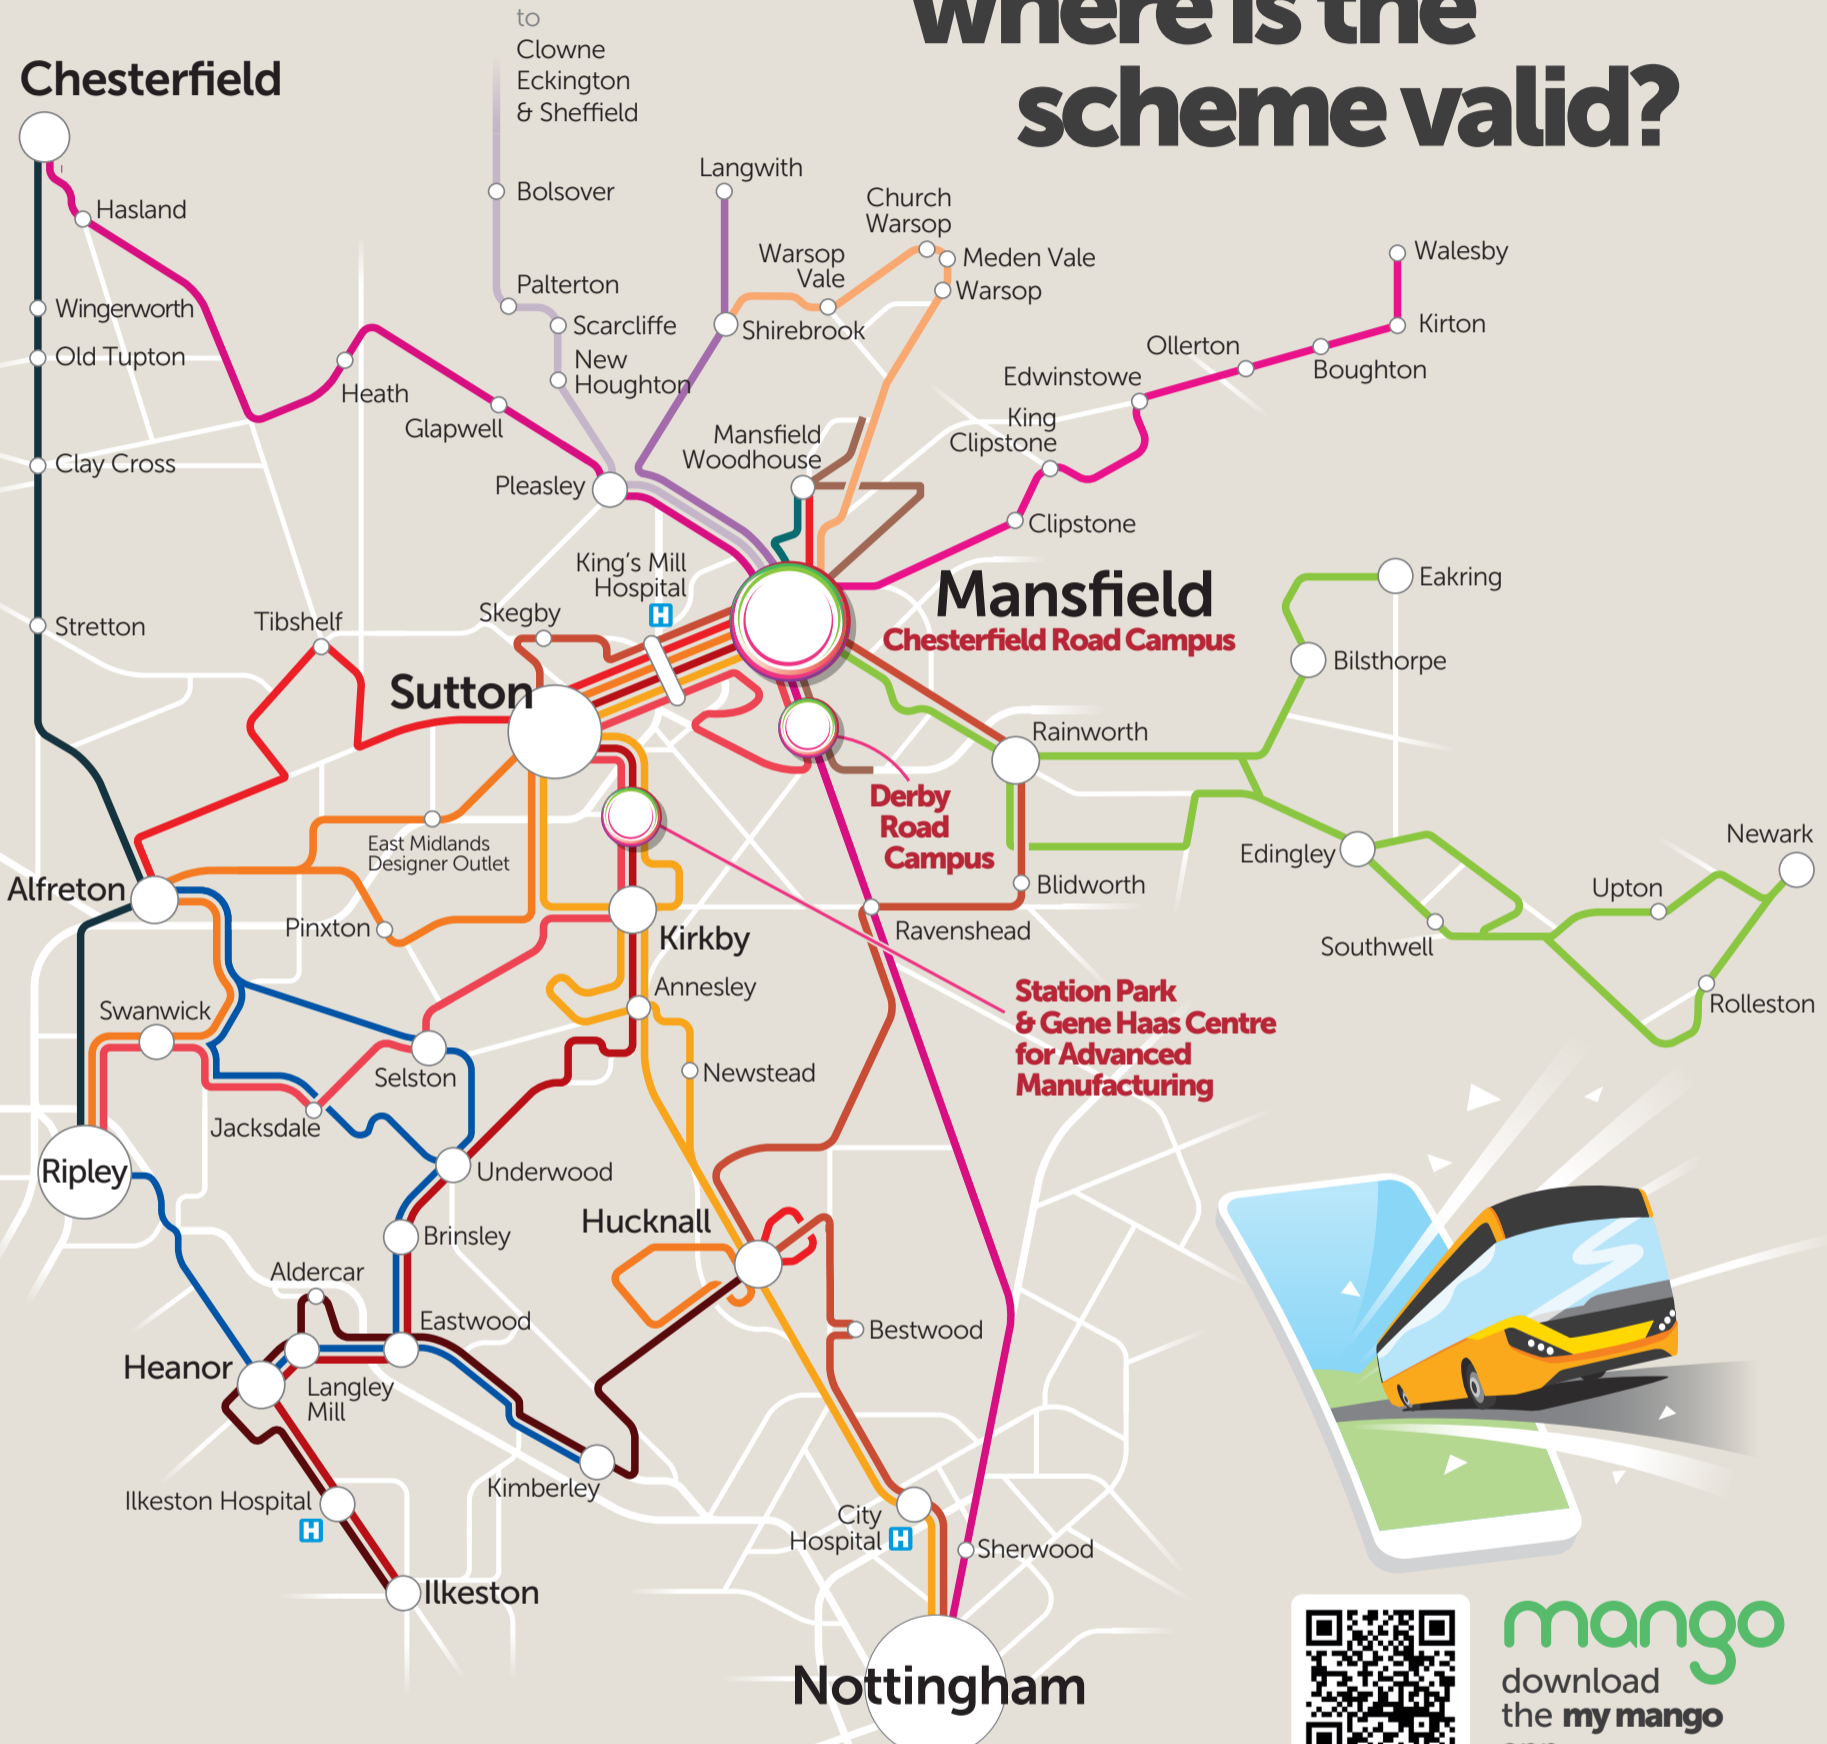 Where is the
scheme valid?
to
Clowne
Eckington
& Sheffield
Chesterfield
Hasland
Wingerworth
Old Tupton
Clay Cross
Stretton
Bolsover
Palterton
Scarcliffe
New
Houghton
Langwith
Church
Warsop
Warsop
Vale
Meden Vale
Warsop
Shirebrook
Walesby
Kirton
Ollerton
Boughton
Edwinstowe
King
Clipstone
Clipstone
Heath
Glapwell
Pleasley
Mansfield
Woodhouse
King's Mill
Hospital
H
Skegby
Tibshelf
Sutton
Mansfield
Chesterfield Road Campus
Eakring
Bilsthorpe
Rainworth
Derby
Road
Campus
East Midlands
Designer Outlet
Alfreton
Pinxton
Kirkby
Blidworth
Ravenshead
Edingley
Southwell
Upton
Newark
Rolleston
Annesley
Station Park
& Gene Haas Centre
for Advanced
Manufacturing
Swanwick
Selston
Jacksdale
Newstead
Ripley
Underwood
Hucknall
Brinsley
Aldercar
Eastwood
Bestwood
Heanor
Langley
Mill
Kimberley
Ilkeston Hospital
H
City
Hospital H
Sherwood
Ilkeston
Nottingham
mango
download
the my mango